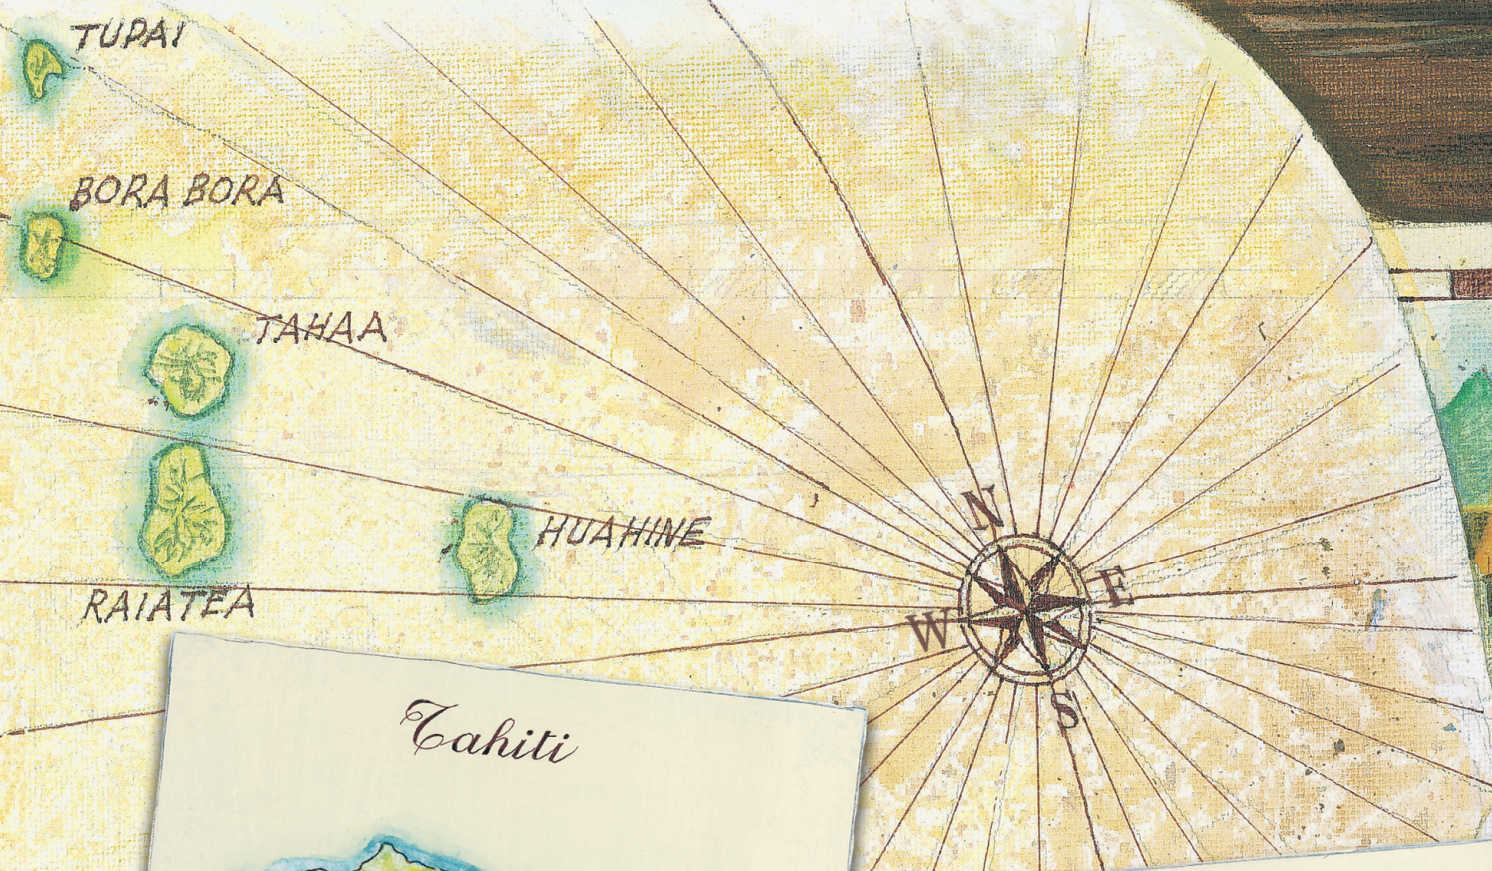 TUPAI
BORA BORA
TAHAA
HUAHINE
RAIATEA
N
E
W
S
Tahiti